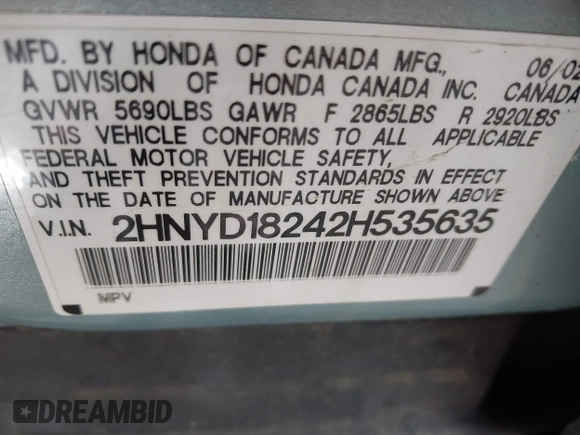 MFD. BY HONDA OF CANADA MFG., 06/02
A DIVISION OF HONDA CANADA INC. CANADA
GVWR 5690LBS GAWR F 2865LBS R 2920LBS
THIS VEHICLE CONFORMS TO ALL APPLICABLE
FEDERAL MOTOR VEHICLE SAFETY,
AND THEFT PREVENTION STANDARDS IN EFFECT
ON THE DATE OF MANUFACTURE SHOWN ABOVE
V.I.N. 2HNYD18242H535635
MPV
DREAMBID